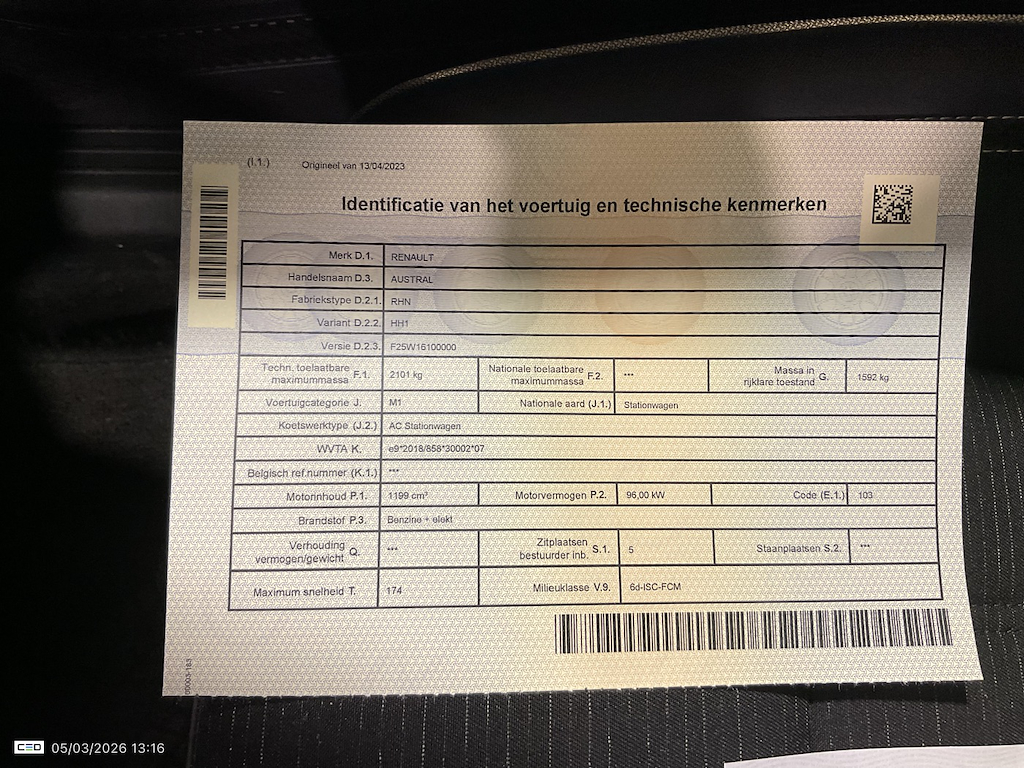 (I.1.) Origineel van 13/04/2023
Identificatie van het voertuig en technische kenmerken
Merk D.1. RENAULT
Handelsnaam D.3. AUSTRAL
Fabriekstype D.2.1. RHN
Variant D.2.2. HH1
Versie D.2.3. F25W16100000
Techn. toelaatbare maximummassa F.1. 2101 kg Nationale toelaatbare maximummassa F.2. *** Massa in rijklare toestand G. 1592 kg
Voertuigcategorie J. M1 Nationale aard (J.1.) Stationwagen
Koetswerktype (J.2.) AC Stationwagen
WVTA K. e9*2018/858*30002*07
Belgisch ref.nummer (K.1.) ***
Motorinhoud P.1. 1199 cm³ Motorvermogen P.2. 96,00 kW Code (E.1.) 103
Brandstof P.3. Benzine + elekt
Verhouding vermogen/gewicht Q. *** Zitplaatsen bestuurder inb. S.1. 5 Staanplaatsen S.2. ***
Maximum snelheid T. 174 Milieuklasse V.9. 6d-ISC-FCM
CED 05/03/2026 13:16